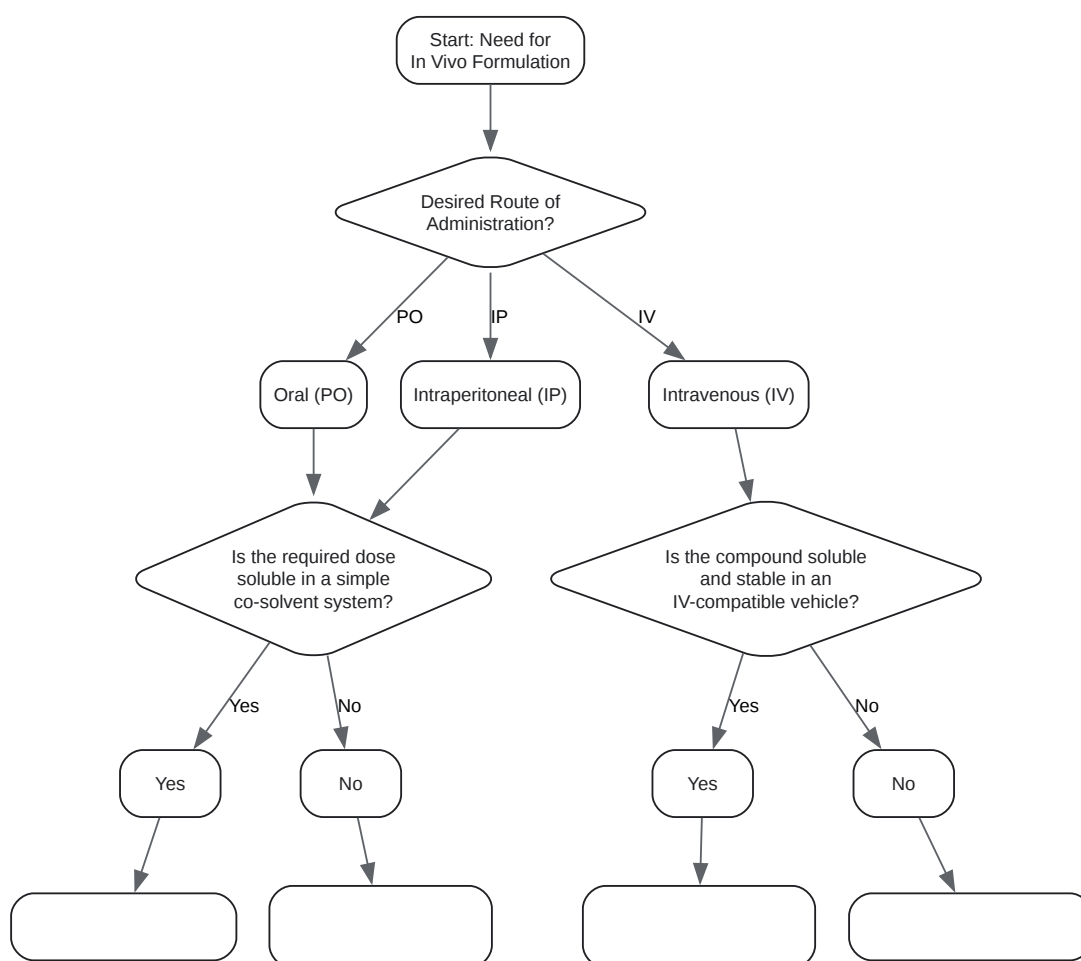 Start: Need for
In Vivo Formulation
Desired Route of
Administration?
PO
IP
IV
Oral (PO)
Intraperitoneal (IP)
Intravenous (IV)
Is the required dose
soluble in a simple
co-solvent system?
Is the compound soluble
and stable in an
IV-compatible vehicle?
Yes
No
Yes
No
Yes
No
Yes
No